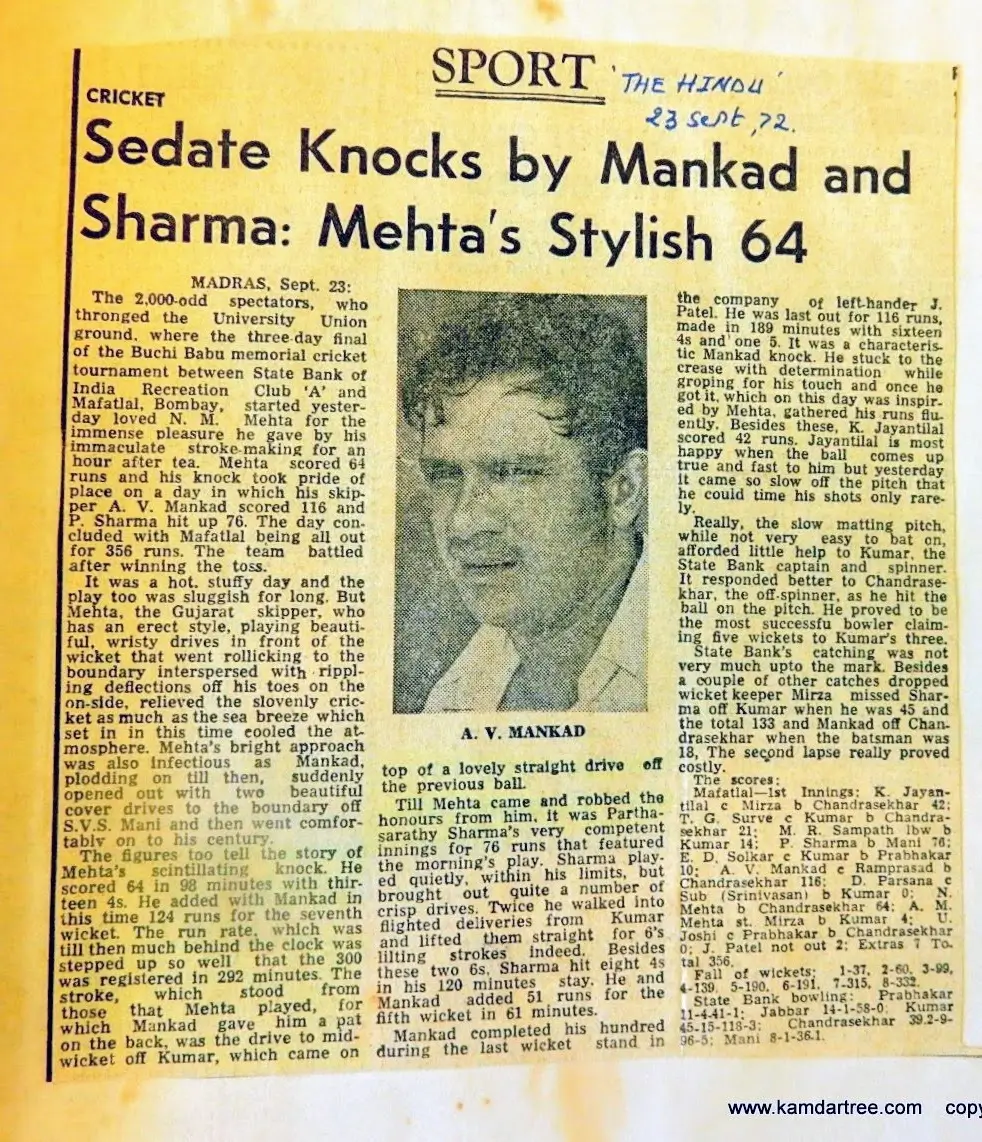 SPORT
'THE HINDU'
23 Sept, 72.
CRICKET
Sedate Knocks by Mankad and
Sharma: Mehta's Stylish 64
MADRAS, Sept. 23:
The 2,000-odd spectators, who
thronged the University Union
ground, where the three-day final
of the Buchi Babu memorial cricket
tournament between State Bank of
India Recreation Club 'A' and
Mafatlal, Bombay, started yester-
day loved N. M. Mehta for the
immense pleasure he gave by his
immaculate stroke-making for an
hour after tea. Mehta scored 64
runs and his knock took pride of
place on a day in which his skip-
per A. V. Mankad scored 116 and
P. Sharma hit up 76. The day con-
cluded with Mafatlal being all out
for 356 runs. The team battled
after winning the toss.
It was a hot, stuffy day and the
play too was sluggish for long. But
Mehta, the Gujarat skipper, who
has an erect style, playing beauti-
ful, wristy drives in front of the
wicket that went rollicking to the
boundary interspersed with rippl-
ing deflections off his toes on the
on-side, relieved the slovenly cric-
ket as much as the sea breeze which
set in in this time cooled the at-
mosphere. Mehta's bright approach
was also infectious as Mankad,
plodding on till then, suddenly
opened out with two beautiful
cover drives to the boundary off
S.V.S. Mani and then went comfor-
tably on to his century.
The figures too tell the story of
Mehta's scintillating knock. He
scored 64 in 98 minutes with thir-
teen 4s. He added with Mankad in
this time 124 runs for the seventh
wicket. The run rate, which was
till then much behind the clock was
stepped up so well that the 300
was registered in 292 minutes. The
stroke, which stood from
those that Mehta played, for
which Mankad gave him a pat
on the back, was the drive to mid-
wicket off Kumar, which came on
A. V. MANKAD
top of a lovely straight drive off
the previous ball.
Till Mehta came and robbed the
honours from him, it was Partha-
sarathy Sharma's very competent
innings for 76 runs that featured
the morning's play. Sharma play-
ed quietly, within his limits, but
brought out quite a number of
crisp drives. Twice he walked into
flighted deliveries from Kumar
and lifted them straight for 6's
lilting strokes indeed. Besides
these two 6s, Sharma hit eight 4s
in his 120 minutes stay. He and
Mankad added 51 runs for the
fifth wicket in 61 minutes.
Mankad completed his hundred
during the last wicket stand in
the company of left-hander J.
Patel. He was last out for 116 runs,
made in 189 minutes with sixteen
4s and one 5. It was a characteris-
tic Mankad knock. He stuck to the
crease with determination while
groping for his touch and once he
got it, which on this day was inspir-
ed by Mehta, gathered his runs flu-
ently. Besides these, K. Jayantilal
scored 42 runs. Jayantilal is most
happy when the ball comes up
true and fast to him but yesterday
it came so slow off the pitch that
he could time his shots only rare-
ly.
Really, the slow matting pitch,
while not very easy to bat on,
afforded little help to Kumar, the
State Bank captain and spinner.
It responded better to Chandrase-
khar, the off-spinner, as he hit the
ball on the pitch. He proved to be
the most successfu bowler claim-
ing five wickets to Kumar's three.
State Bank's catching was not
very much upto the mark. Besides
a couple of other catches dropped
wicket keeper Mirza missed Shar-
ma off Kumar when he was 45 and
the total 133 and Mankad off Chan-
drasekhar when the batsman was
18, The second lapse really proved
costly.
The scores:
Mafatlal—1st Innings: K. Jayan-
tilal c Mirza b Chandrasekhar 42;
T. G. Surve c Kumar b Chandra-
sekhar 21; M. R. Sampath lbw b
Kumar 14; P. Sharma b Mani 76;
E. D. Solkar c Kumar b Prabhakar
10; A. V. Mankad c Ramprasad b
Chandrasekhar 116; D. Parsana c
Sub (Srinivasan) b Kumar 0; N.
Mehta b Chandrasekhar 64; A. M.
Mehta st. Mirza b Kumar 4; U.
Joshi c Prabhakar b Chandrasekhar
0; J. Patel not out 2; Extras 7 To-
tal 356.
Fall of wickets: 1-37, 2-60, 3-99,
4-139, 5-190, 6-191, 7-315, 8-332.
State Bank bowling: Prabhakar
11-4-41-1; Jabbar 14-1-58-0; Kumar
45-15-118-3; Chandrasekhar 39.2-9-
96-5; Mani 8-1-36-1.
www.kamdartree.com copy